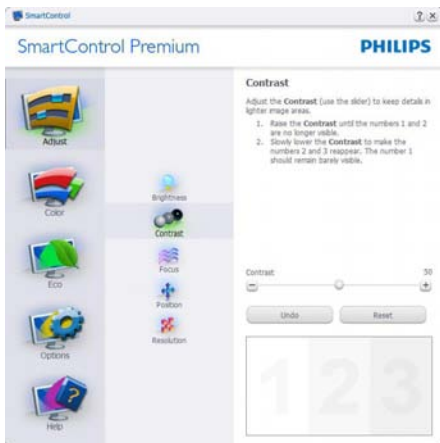 SmartControl
SmartControl Premium
PHILIPS
Adjust
Color
Eco
Options
Help
Brightness
Contrast
Focus
Position
Resolution
Contrast
Adjust the Contrast (use the slider) to keep details in
lighter image areas.
1. Raise the Contrast until the numbers 1 and 2
are no longer visible.
2. Slowly lower the Contrast to make the
numbers 2 and 3 reappear. The number 1
should remain barely visible.
Contrast 50
Undo Reset
1 2 3